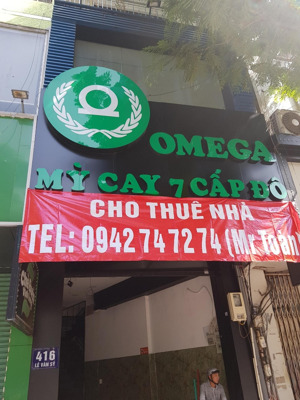 OMEGA
MỲ CAY 7 CẤP ĐỘ
CHO THUÊ NHÀ
TEL: 0942 74 72 74 (Mr Toàn
416
LÊ VĂN SỸ